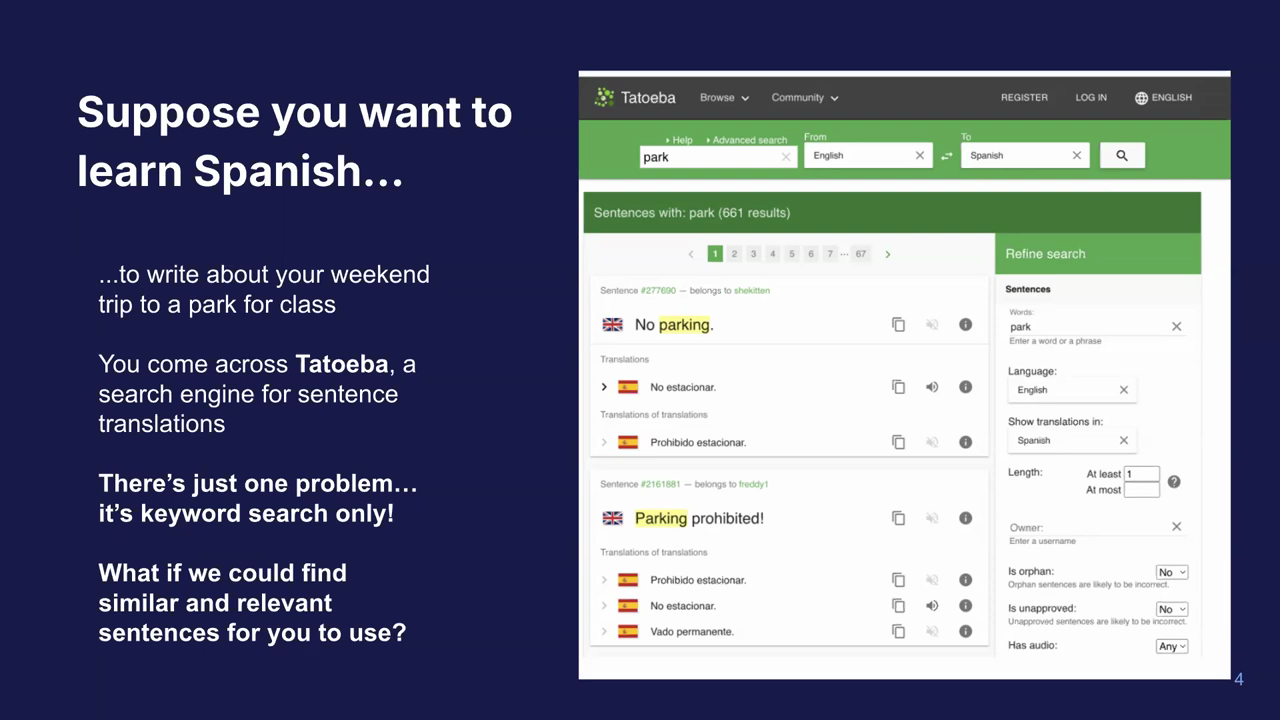 Suppose you want to
learn Spanish...
...to write about your weekend
trip to a park for class
You come across Tatoeba, a
search engine for sentence
translations
There's just one problem...
it's keyword search only!
What if we could find
similar and relevant
sentences for you to use?
Tatoeba Browse Community REGISTER LOG IN ENGLISH
Help Advanced search From To
park English Spanish
Sentences with: park (661 results)
1 2 3 4 5 6 7 ... 67
Refine search
Sentence #277690 — belongs to shekitten
No parking.
Translations
No estacionar.
Translations of translations
Prohibido estacionar.
Sentence #2161881 — belongs to freddy1
Parking prohibited!
Translations of translations
Prohibido estacionar.
No estacionar.
Vado permanente.
Sentences
Words:
park
Enter a word or a phrase
Language:
English
Show translations in:
Spanish
Length: At least 1
At most
Owner:
Enter a username
Is orphan: No
Orphan sentences are likely to be incorrect.
Is unapproved: No
Unapproved sentences are likely to be incorrect.
Has audio: Any
4